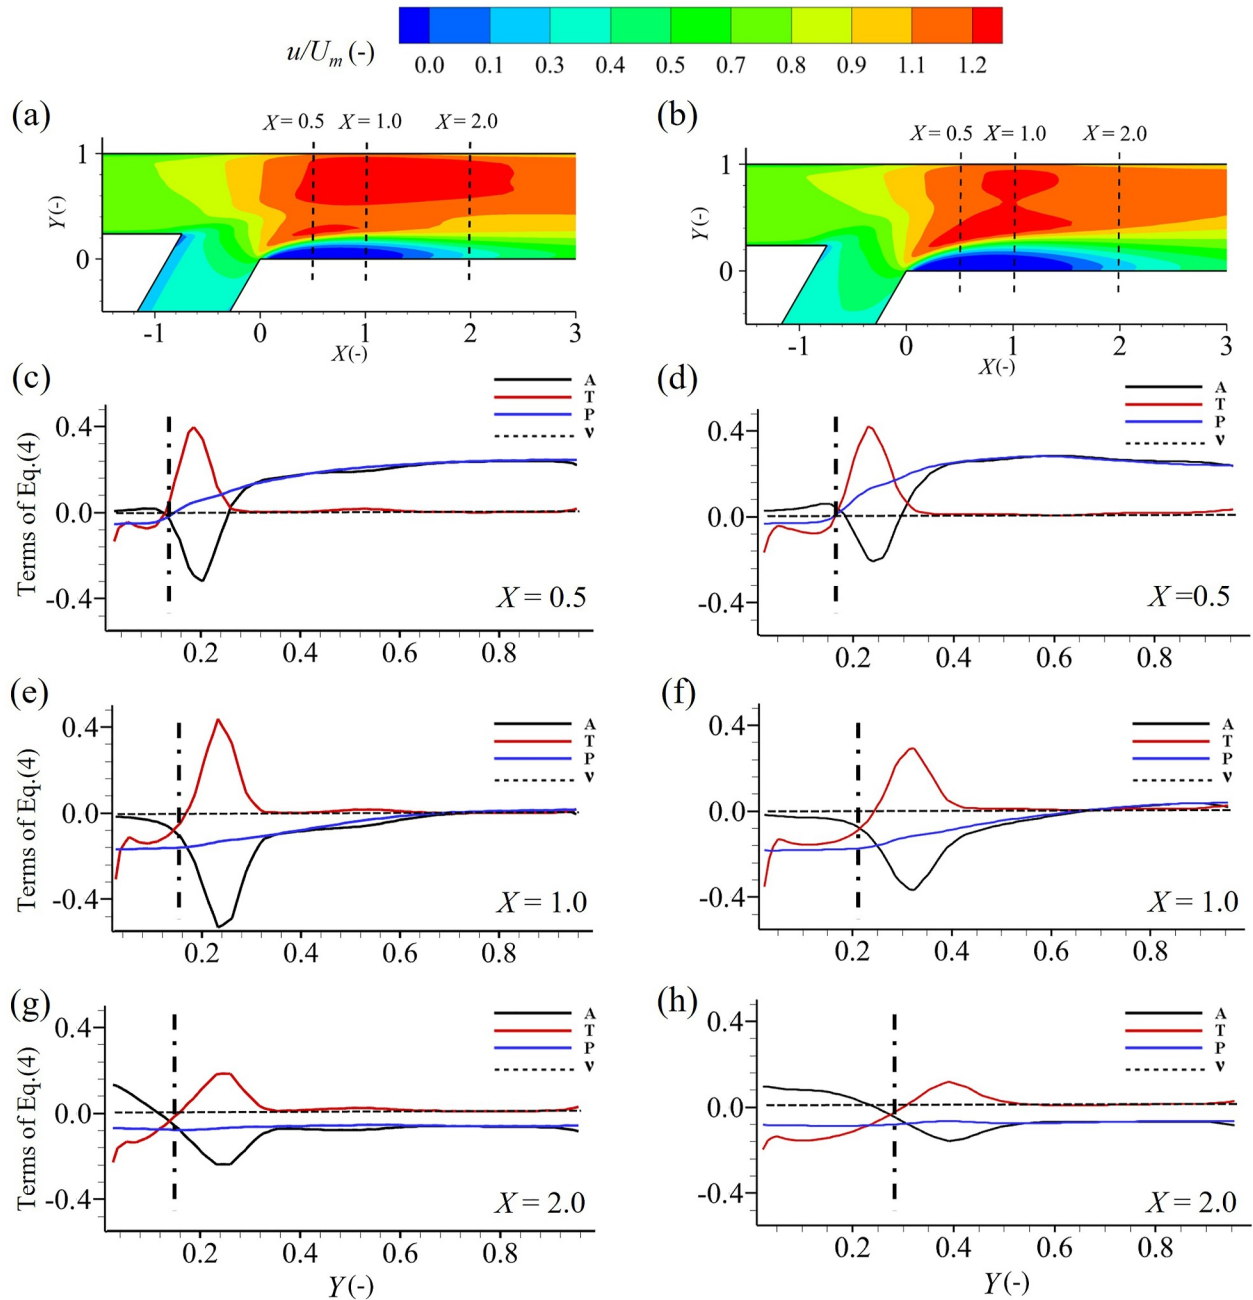 u/Um (-)
0.0 0.1 0.3 0.4 0.5 0.7 0.8 0.9 1.1 1.2
(a)
X = 0.5 X = 1.0 X = 2.0
1
Y(-)
0
-1 0 1 2 3
X(-)
(b)
X = 0.5 X = 1.0 X = 2.0
1
Y(-)
0
-1 0 1 2 3
X(-)
(c)
A
T
P
ν
Terms of Eq.(4)
0.4
0.0
-0.4
X = 0.5
0.2 0.4 0.6 0.8
(d)
A
T
P
ν
0.4
0.0
-0.4
X =0.5
0.2 0.4 0.6 0.8
(e)
A
T
P
ν
Terms of Eq.(4)
0.4
0.0
-0.4
X = 1.0
0.2 0.4 0.6 0.8
(f)
A
T
P
ν
0.4
0.0
-0.4
X = 1.0
0.2 0.4 0.6 0.8
(g)
A
T
P
ν
Terms of Eq.(4)
0.4
0.0
-0.4
X = 2.0
0.2 0.4 0.6 0.8
Y(-)
(h)
A
T
P
ν
0.4
0.0
-0.4
X = 2.0
0.2 0.4 0.6 0.8
Y(-)